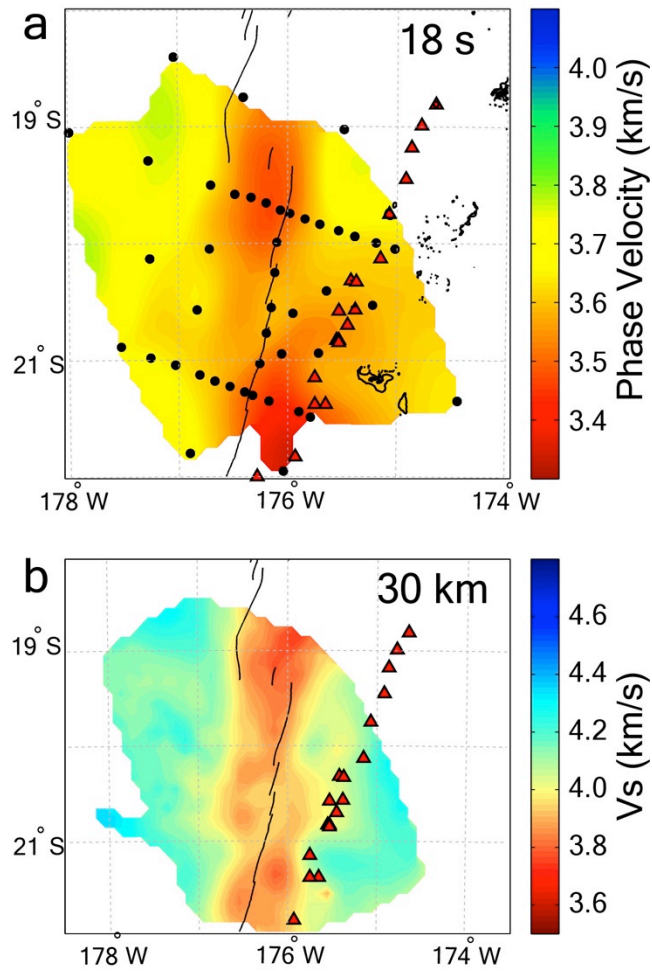 a
18 s
19° S
21° S
178° W
176° W
174° W
4.0
3.9
3.8
3.7
3.6
3.5
3.4
Phase Velocity (km/s)
b
30 km
19° S
21° S
178° W
176° W
174° W
4.6
4.4
4.2
4.0
3.8
3.6
Vs (km/s)